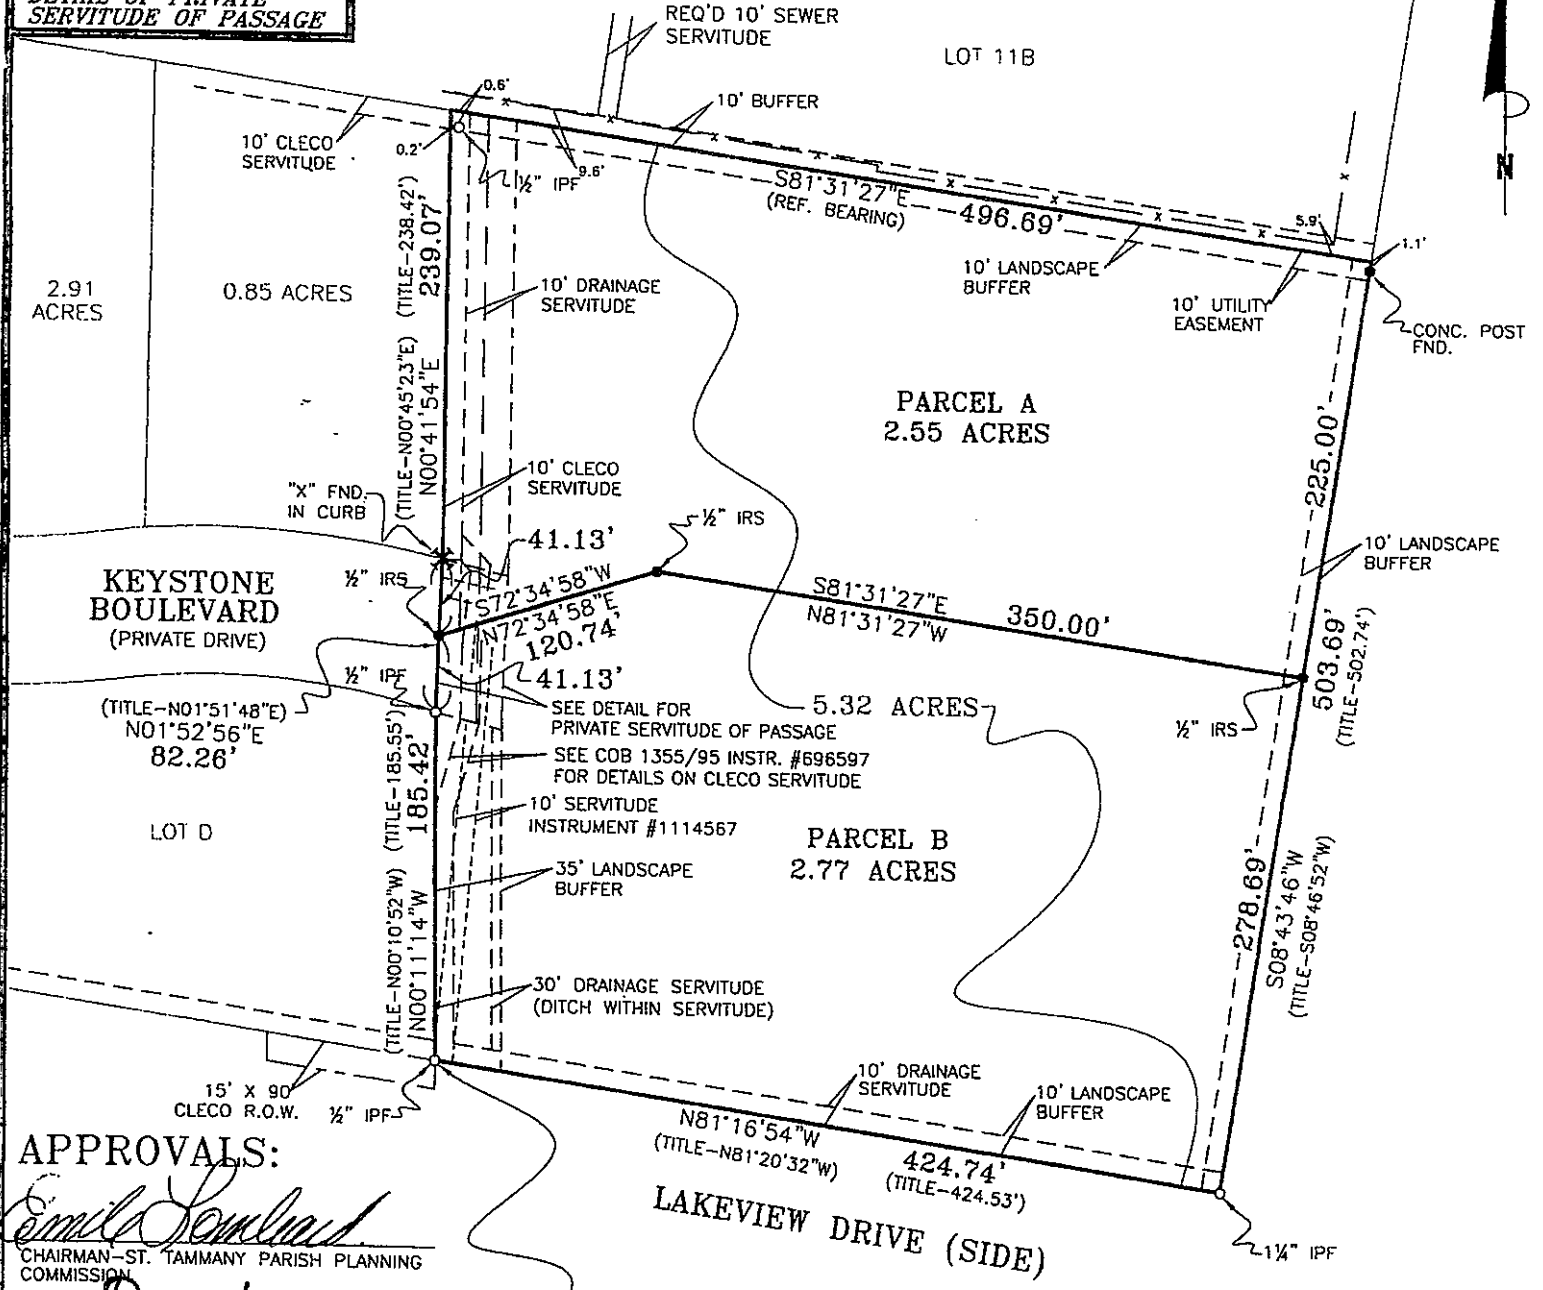 SERVITUDE OF PASSAGE
REQ'D 10' SEWER
SERVITUDE
LOT 11B
0.6'
10' BUFFER
10' CLECO
SERVITUDE
0.2'
½" IPF
9.6'
S81°31'27"E
(REF. BEARING)
496.69'
5.9'
1.1'
N
2.91
ACRES
0.85 ACRES
(TITLE-N00°45'23"E) (TITLE-238.42')
N00°41'54"E 239.07'
10' DRAINAGE
SERVITUDE
10' LANDSCAPE
BUFFER
10' UTILITY
EASEMENT
CONC. POST
FND.
PARCEL A
2.55 ACRES
225.00'
10' CLECO
SERVITUDE
"X" FND.
IN CURB
41.13'
½" IRS
10' LANDSCAPE
BUFFER
KEYSTONE
BOULEVARD
(PRIVATE DRIVE)
½" IRS
S72°34'58"W
N72°34'58"E
120.74'
S81°31'27"E
N81°31'27"W
350.00'
503.69'
(TITLE-502.74')
½" IPF
41.13'
(TITLE-N01°51'48"E)
N01°52'56"E
82.26'
SEE DETAIL FOR
PRIVATE SERVITUDE OF PASSAGE
5.32 ACRES
½" IRS
SEE COB 1355/95 INSTR. #696597
FOR DETAILS ON CLECO SERVITUDE
10' SERVITUDE
INSTRUMENT #1114567
LOT D
(TITLE-N00°10'52"W) (TITLE-185.55')
N00°11'14"W 185.42'
PARCEL B
2.77 ACRES
35' LANDSCAPE
BUFFER
278.69'
S08°43'46"W
(TITLE-S08°46'52"W)
30' DRAINAGE SERVITUDE
(DITCH WITHIN SERVITUDE)
15' X 90'
CLECO R.O.W.
½" IPF
10' DRAINAGE
SERVITUDE
10' LANDSCAPE
BUFFER
N81°16'54"W
(TITLE-N81°20'32"W)
424.74'
(TITLE-424.53')
LAKEVIEW DRIVE (SIDE)
1¼" IPF
APPROVALS:
CHAIRMAN-ST. TAMMANY PARISH PLANNING
COMMISSION